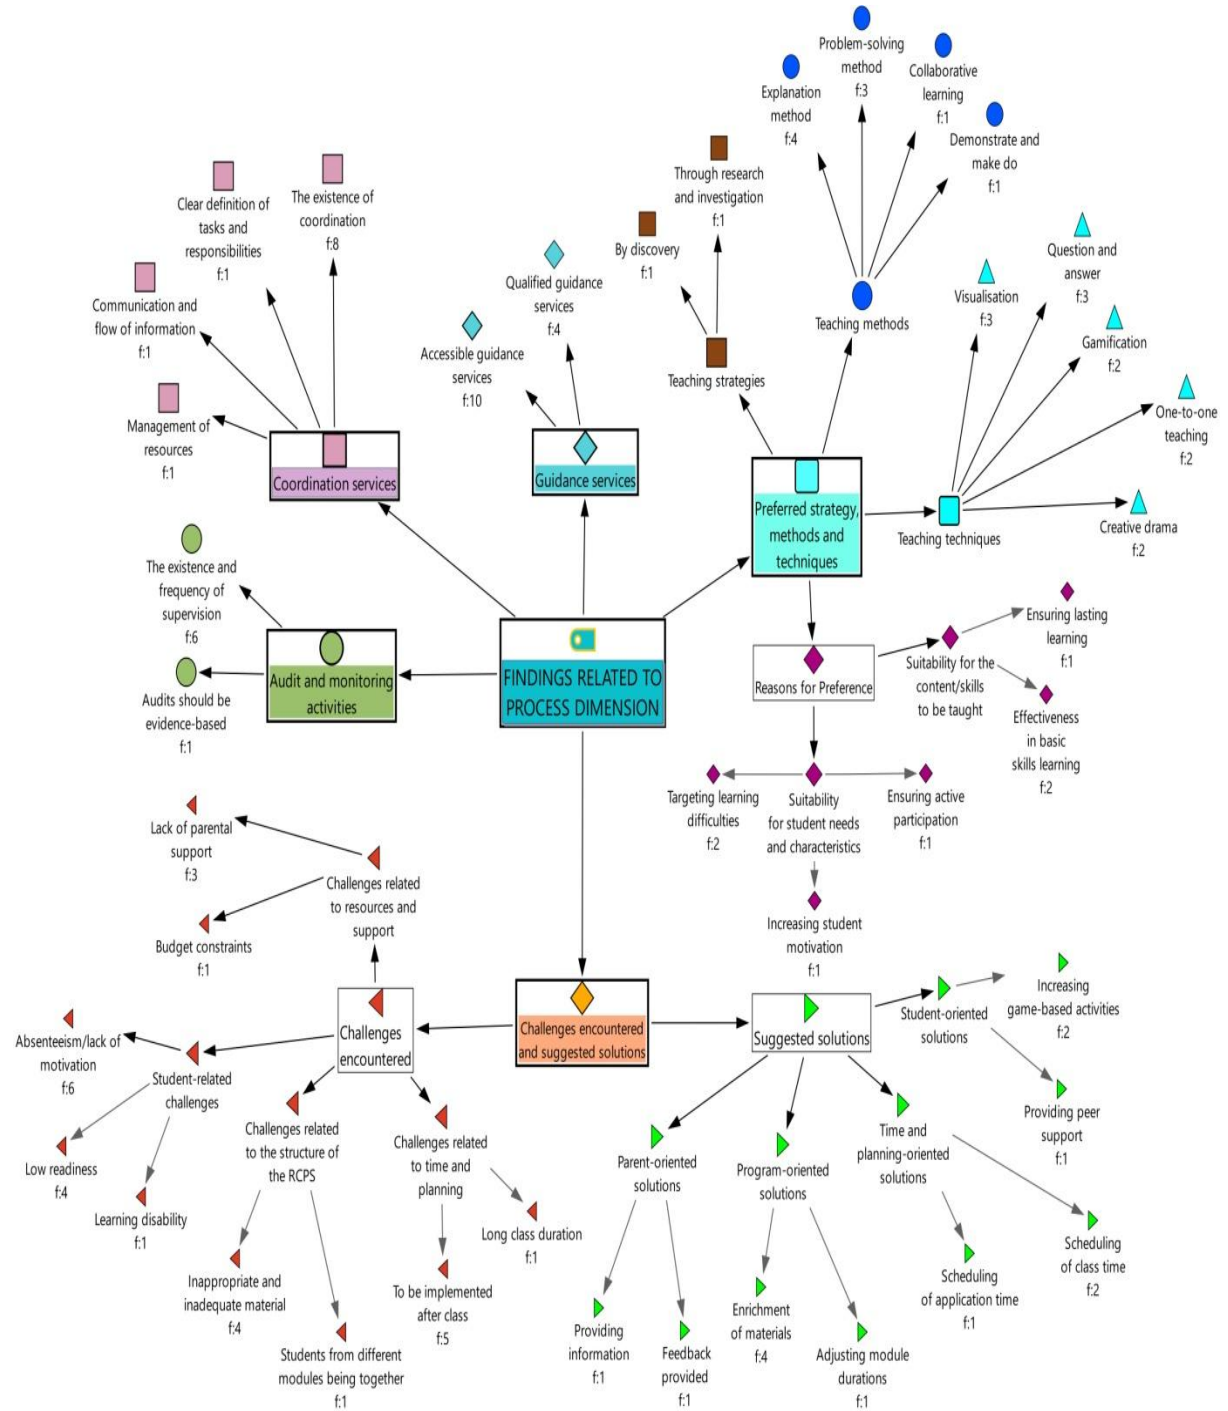 Problem-solving
method
f:3
Collaborative
learning
f:1
Explanation
method
f:4
Demonstrate and
make do
f:1
Through research
and investigation
f:1
By discovery
f:1
Teaching strategies
Teaching methods
The existence of
coordination
f:8
Clear definition of
tasks and
responsibilities
f:1
Communication and
flow of information
f:1
Management of
resources
f:1
Coordination services
Qualified guidance
services
f:4
Accessible guidance
services
f:10
Guidance services
Question and
answer
f:3
Visualisation
f:3
Gamification
f:2
One-to-one
teaching
f:2
Creative drama
f:2
Teaching techniques
Preferred strategy,
methods and
techniques
The existence and
frequency of
supervision
f:6
Audits should be
evidence-based
f:1
Audit and monitoring
activities
FINDINGS RELATED TO
PROCESS DIMENSION
Reasons for Preference
Suitability for the
content/skills
to be taught
Ensuring lasting
learning
f:1
Effectiveness
in basic
skills learning
f:2
Targeting learning
difficulties
f:2
Suitability
for student needs
and characteristics
Ensuring active
participation
f:1
Increasing student
motivation
f:1
Lack of parental
support
f:3
Challenges related
to resources and
support
Budget constraints
f:1
Challenges
encountered
Challenges encountered
and suggested solutions
Suggested solutions
Absenteeism/lack of
motivation
f:6
Student-related
challenges
Low readiness
f:4
Learning disability
f:1
Challenges related
to the structure of
the RCPS
Inappropriate and
inadequate material
f:4
Students from different
modules being together
f:1
Challenges related
to time and
planning
Long class duration
f:1
To be implemented
after class
f:5
Student-oriented
solutions
Increasing
game-based activities
f:2
Providing peer
support
f:1
Time and
planning-oriented
solutions
Scheduling
of class time
f:2
Scheduling
of application time
f:1
Parent-oriented
solutions
Providing
information
f:1
Feedback
provided
f:1
Program-oriented
solutions
Enrichment
of materials
f:4
Adjusting module
durations
f:1